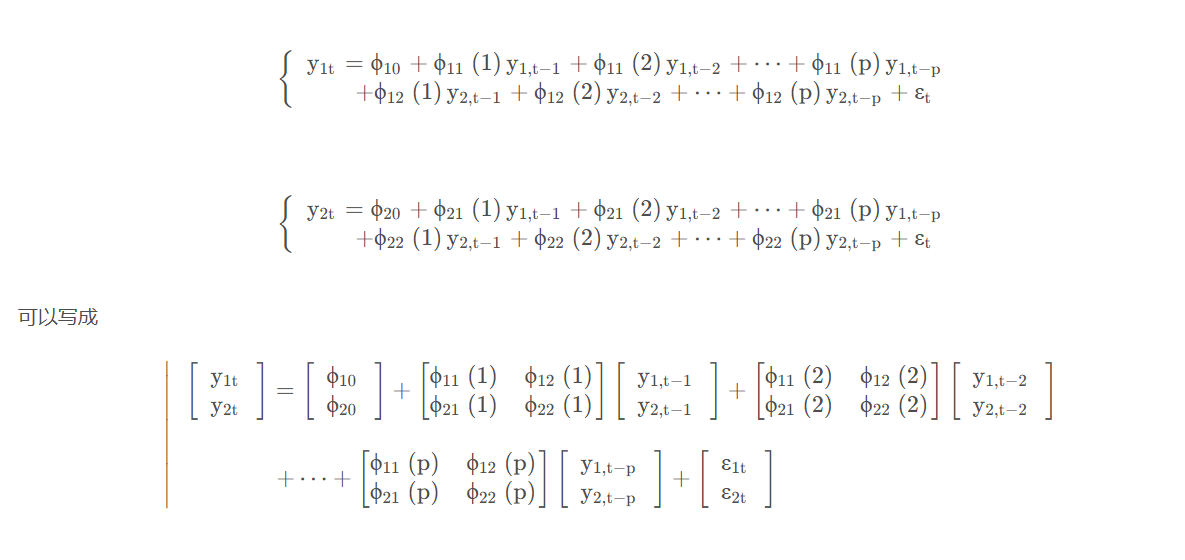 y₁ₜ = ϕ₁₀ + ϕ₁₁ (1) y₁,ₜ₋₁ + ϕ₁₁ (2) y₁,ₜ₋₂ + ⋯ + ϕ₁₁ (p) y₁,ₜ₋ₚ
+ϕ₁₂ (1) y₂,ₜ₋₁ + ϕ₁₂ (2) y₂,ₜ₋₂ + ⋯ + ϕ₁₂ (p) y₂,ₜ₋ₚ + εₜ
y₂ₜ = ϕ₂₀ + ϕ₂₁ (1) y₁,ₜ₋₁ + ϕ₂₁ (2) y₁,ₜ₋₂ + ⋯ + ϕ₂₁ (p) y₁,ₜ₋ₚ
+ϕ₂₂ (1) y₂,ₜ₋₁ + ϕ₂₂ (2) y₂,ₜ₋₂ + ⋯ + ϕ₂₂ (p) y₂,ₜ₋ₚ + εₜ
可以写成
[y₁ₜ; y₂ₜ] = [ϕ₁₀; ϕ₂₀] + [ϕ₁₁ (1) ϕ₁₂ (1); ϕ₂₁ (1) ϕ₂₂ (1)] [y₁,ₜ₋₁; y₂,ₜ₋₁] + [ϕ₁₁ (2) ϕ₁₂ (2); ϕ₂₁ (2) ϕ₂₂ (2)] [y₁,ₜ₋₂; y₂,ₜ₋₂]
+ ⋯ + [ϕ₁₁ (p) ϕ₁₂ (p); ϕ₂₁ (p) ϕ₂₂ (p)] [y₁,ₜ₋ₚ; y₂,ₜ₋ₚ] + [ε₁ₜ; ε₂ₜ]